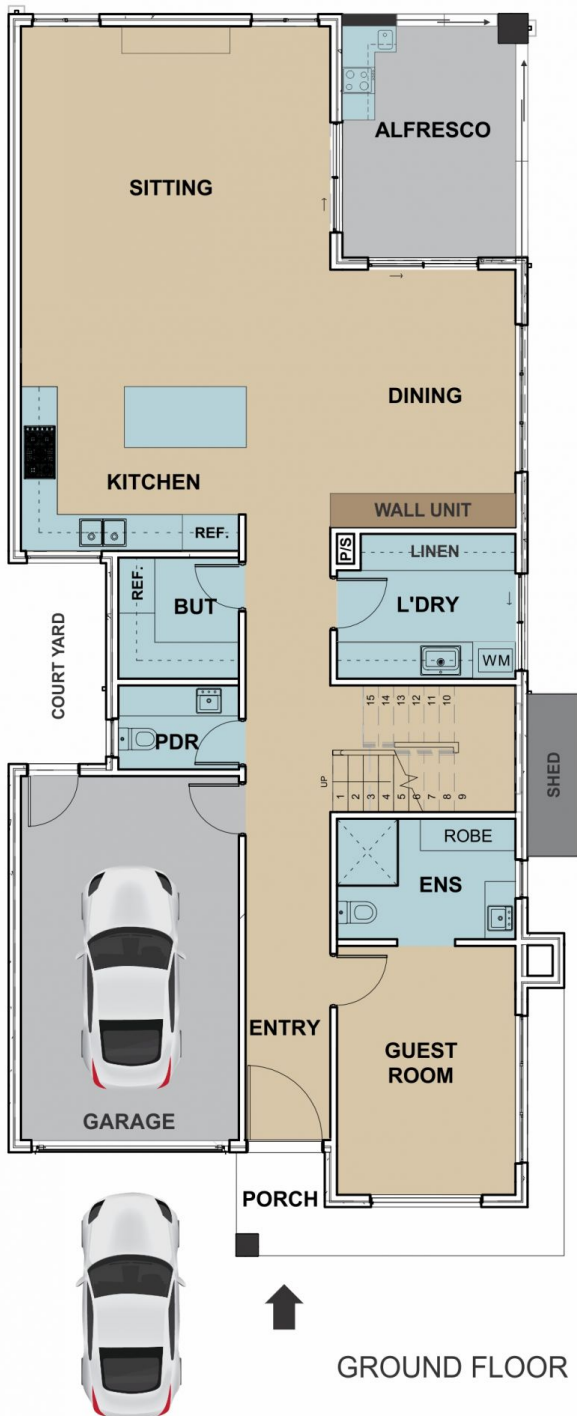 ALFRESCO
SITTING
DINING
KITCHEN
WALL UNIT
REF.
P/S
LINEN
REF.
BUT
L'DRY
WM
COURT YARD
PDR
15 14 13 12 11 10
UP
1 2 3 4 5 6 7 8 9
SHED
ROBE
ENS
ENTRY
GUEST
ROOM
GARAGE
PORCH
GROUND FLOOR